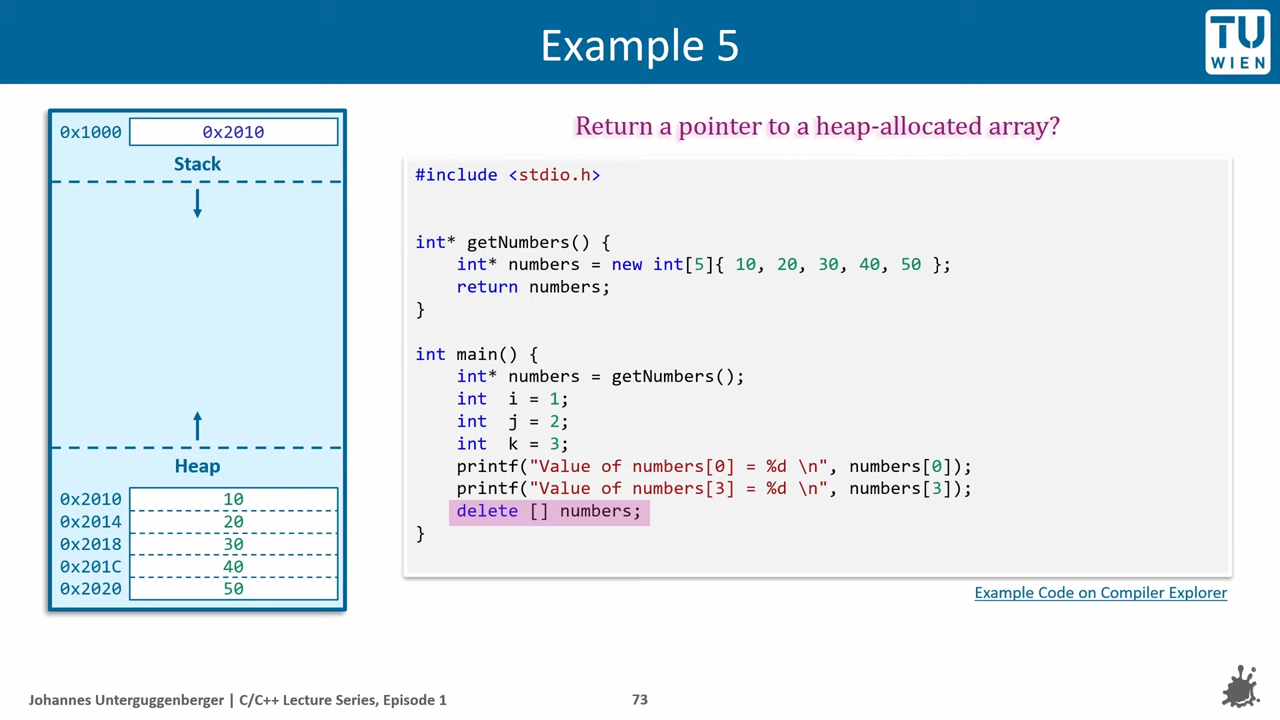 Example 5
TU
WIEN
0x1000 0x2010
Stack
Heap
0x2010 10
0x2014 20
0x2018 30
0x201C 40
0x2020 50
Return a pointer to a heap-allocated array?
#include <stdio.h>
int* getNumbers() {
    int* numbers = new int[5]{ 10, 20, 30, 40, 50 };
    return numbers;
}
int main() {
    int* numbers = getNumbers();
    int  i = 1;
    int  j = 2;
    int  k = 3;
    printf("Value of numbers[0] = %d \n", numbers[0]);
    printf("Value of numbers[3] = %d \n", numbers[3]);
    delete [] numbers;
}
Example Code on Compiler Explorer
Johannes Unterguggenberger | C/C++ Lecture Series, Episode 1
73